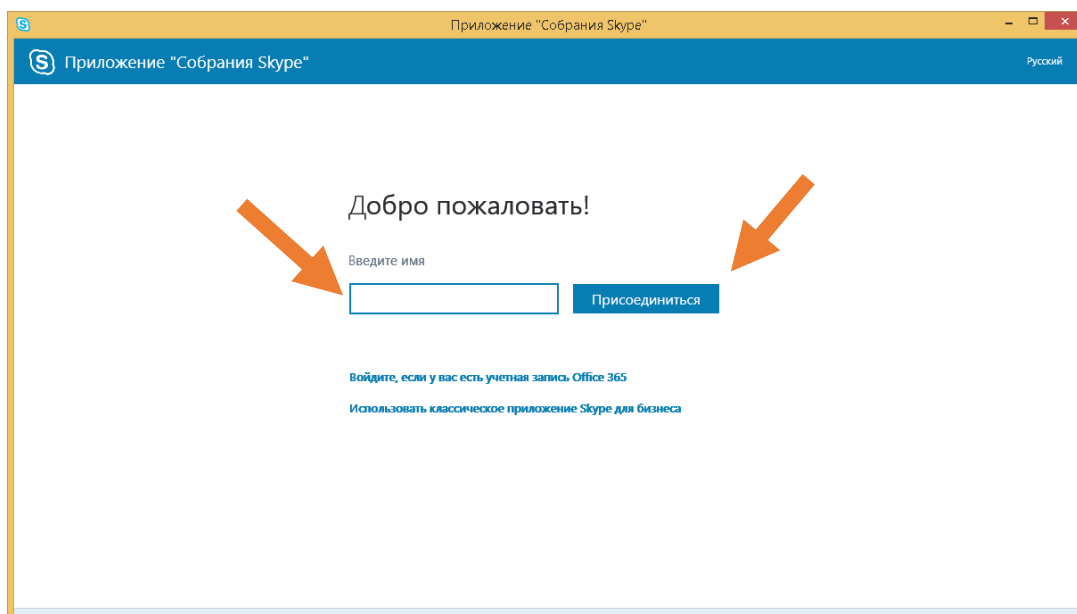 Приложение "Собрания Skype"
Приложение "Собрания Skype"
Русский
Добро пожаловать!
Введите имя
Присоединиться
Войдите, если у вас есть учетная запись Office 365
Использовать классическое приложение Skype для бизнеса